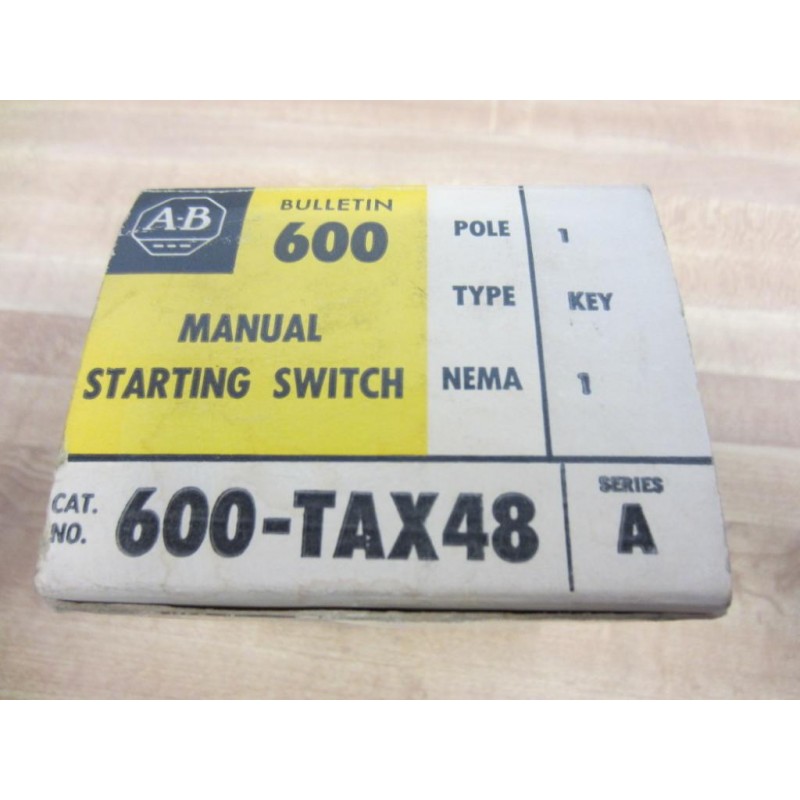 A-B
BULLETIN
600
MANUAL
STARTING SWITCH
POLE 1
TYPE KEY
NEMA 1
CAT. NO. 600-TAX48
SERIES
A